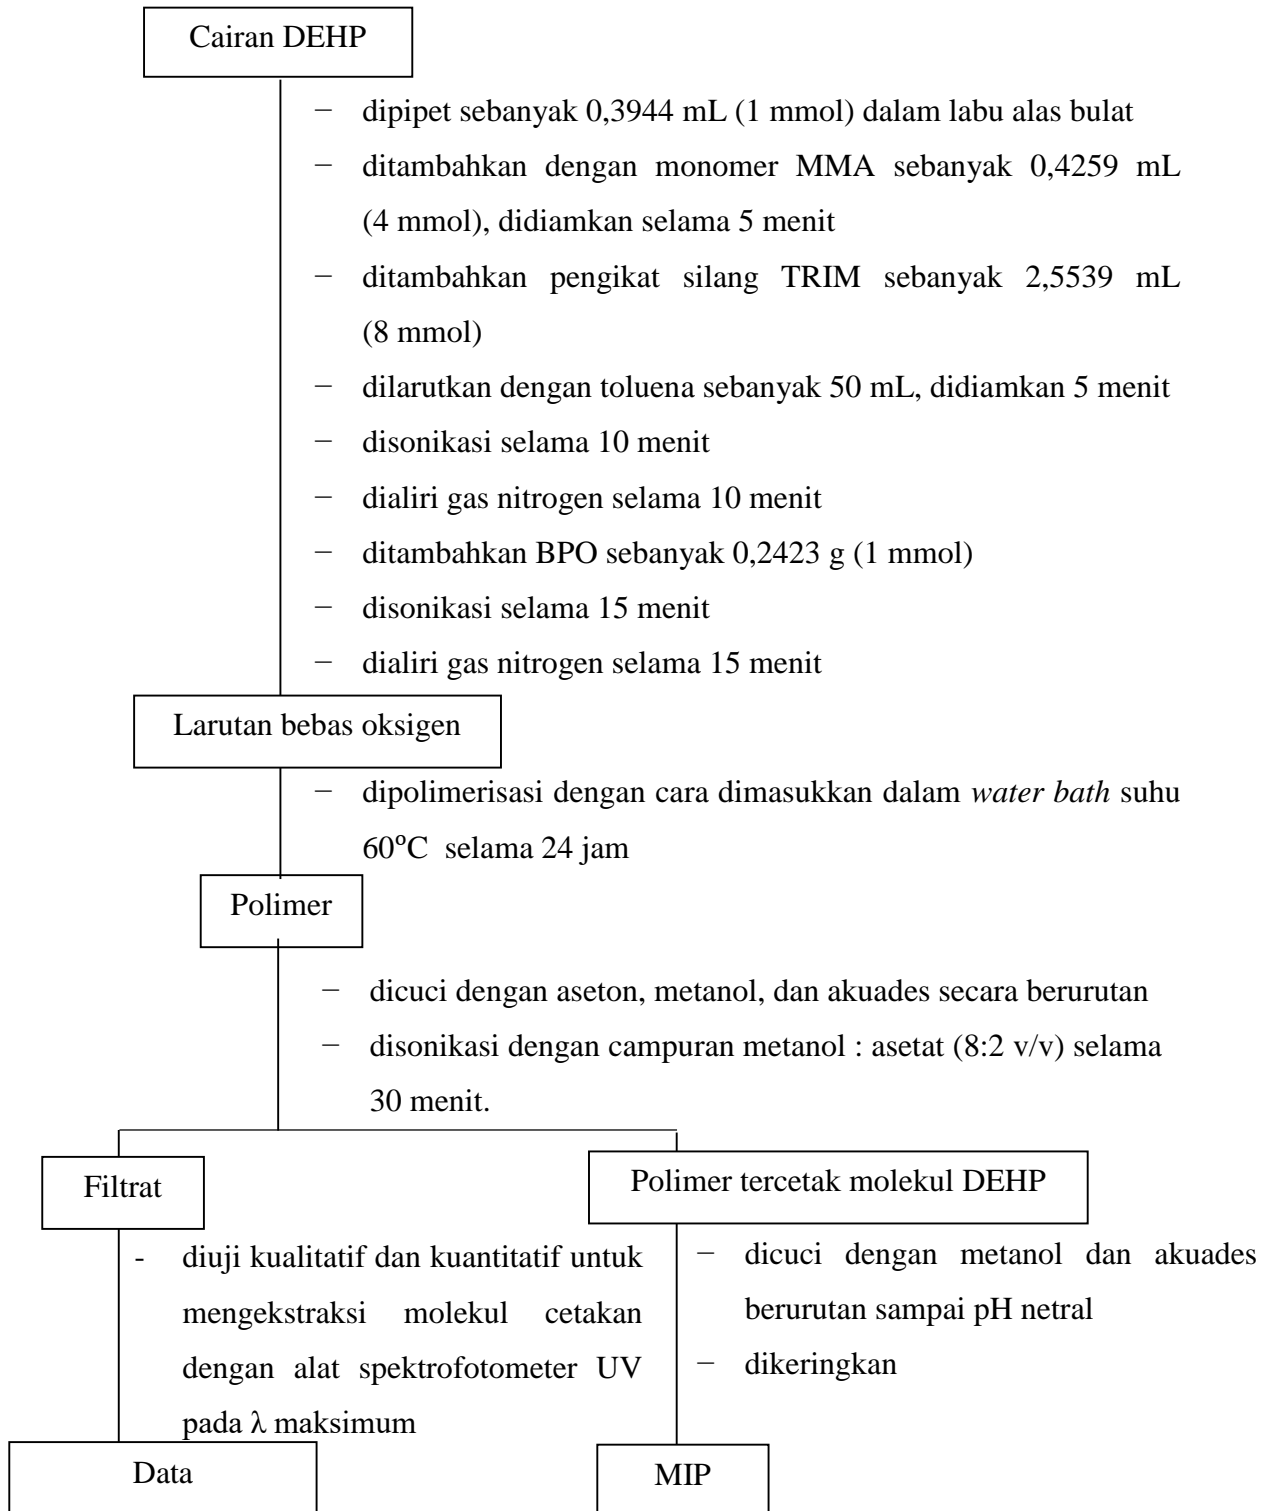 Cairan DEHP
− dipipet sebanyak 0,3944 mL (1 mmol) dalam labu alas bulat
− ditambahkan dengan monomer MMA sebanyak 0,4259 mL
(4 mmol), didiamkan selama 5 menit
− ditambahkan pengikat silang TRIM sebanyak 2,5539 mL
(8 mmol)
− dilarutkan dengan toluena sebanyak 50 mL, didiamkan 5 menit
− disonikasi selama 10 menit
− dialiri gas nitrogen selama 10 menit
− ditambahkan BPO sebanyak 0,2423 g (1 mmol)
− disonikasi selama 15 menit
− dialiri gas nitrogen selama 15 menit
Larutan bebas oksigen
− dipolimerisasi dengan cara dimasukkan dalam water bath suhu
60°C selama 24 jam
Polimer
− dicuci dengan aseton, metanol, dan akuades secara berurutan
− disonikasi dengan campuran metanol : asetat (8:2 v/v) selama
30 menit.
Filtrat
- diuji kualitatif dan kuantitatif untuk
mengekstraksi molekul cetakan
dengan alat spektrofotometer UV
pada λ maksimum
Data
Polimer tercetak molekul DEHP
− dicuci dengan metanol dan akuades
berurutan sampai pH netral
− dikeringkan
MIP